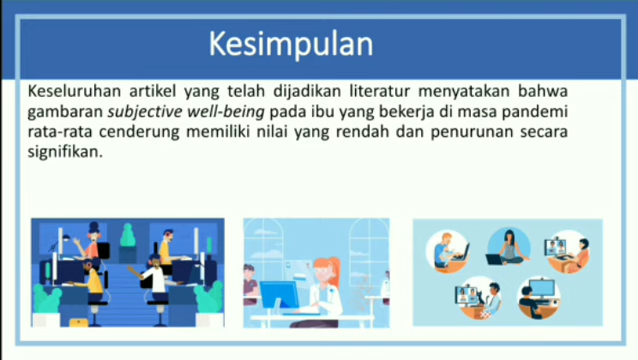 Kesimpulan
Keseluruhan artikel yang telah dijadikan literatur menyatakan bahwa
gambaran subjective well-being pada ibu yang bekerja di masa pandemi
rata-rata cenderung memiliki nilai yang rendah dan penurunan secara
signifikan.